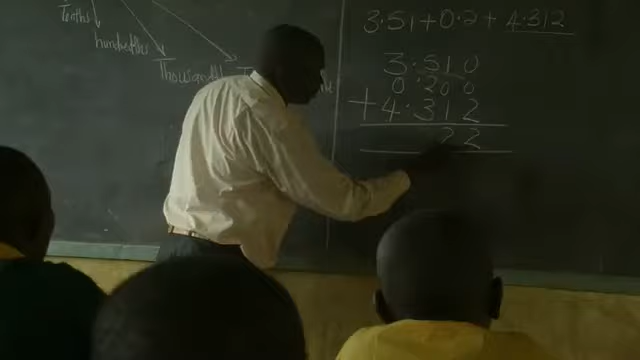 Tenths
hundredths
Thousandths
3.51+0.2+ 4.312
3.510
0.200
+4.312
22